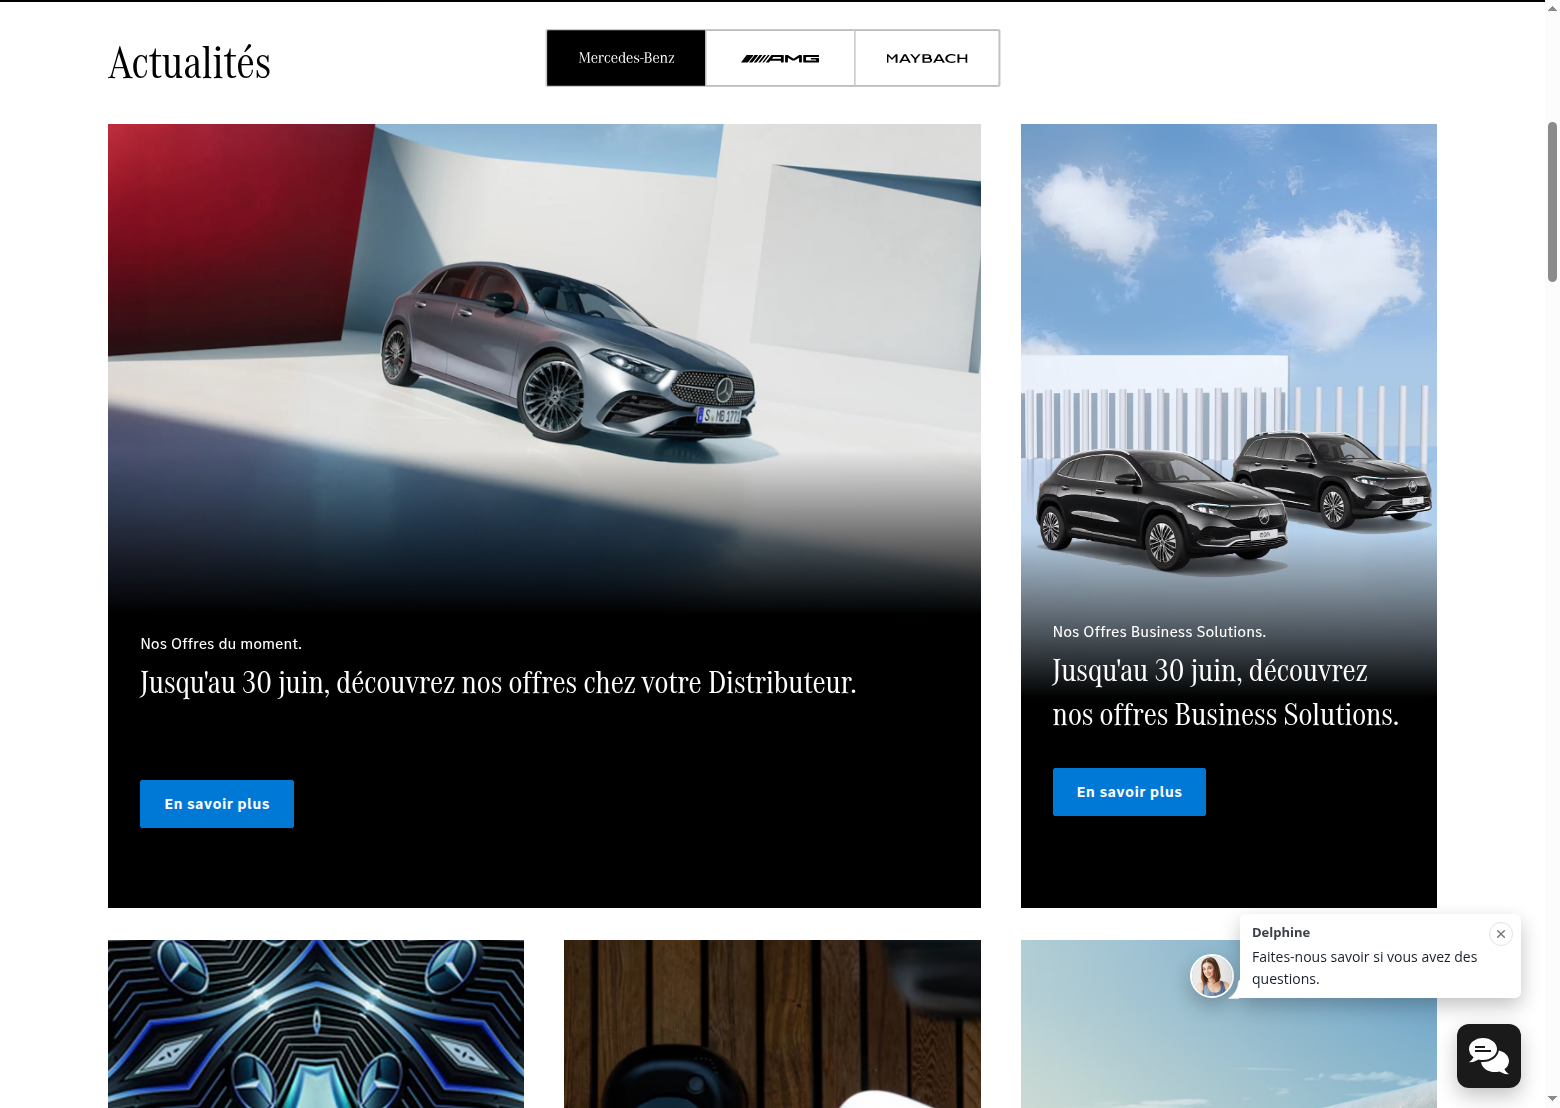 Actualités
Mercedes-Benz
AMG
MAYBACH
S MB 1771
Nos Offres du moment.
Jusqu'au 30 juin, découvrez nos offres chez votre Distributeur.
En savoir plus
Nos Offres Business Solutions.
Jusqu'au 30 juin, découvrez
nos offres Business Solutions.
En savoir plus
Delphine
Faites-nous savoir si vous avez des
questions.